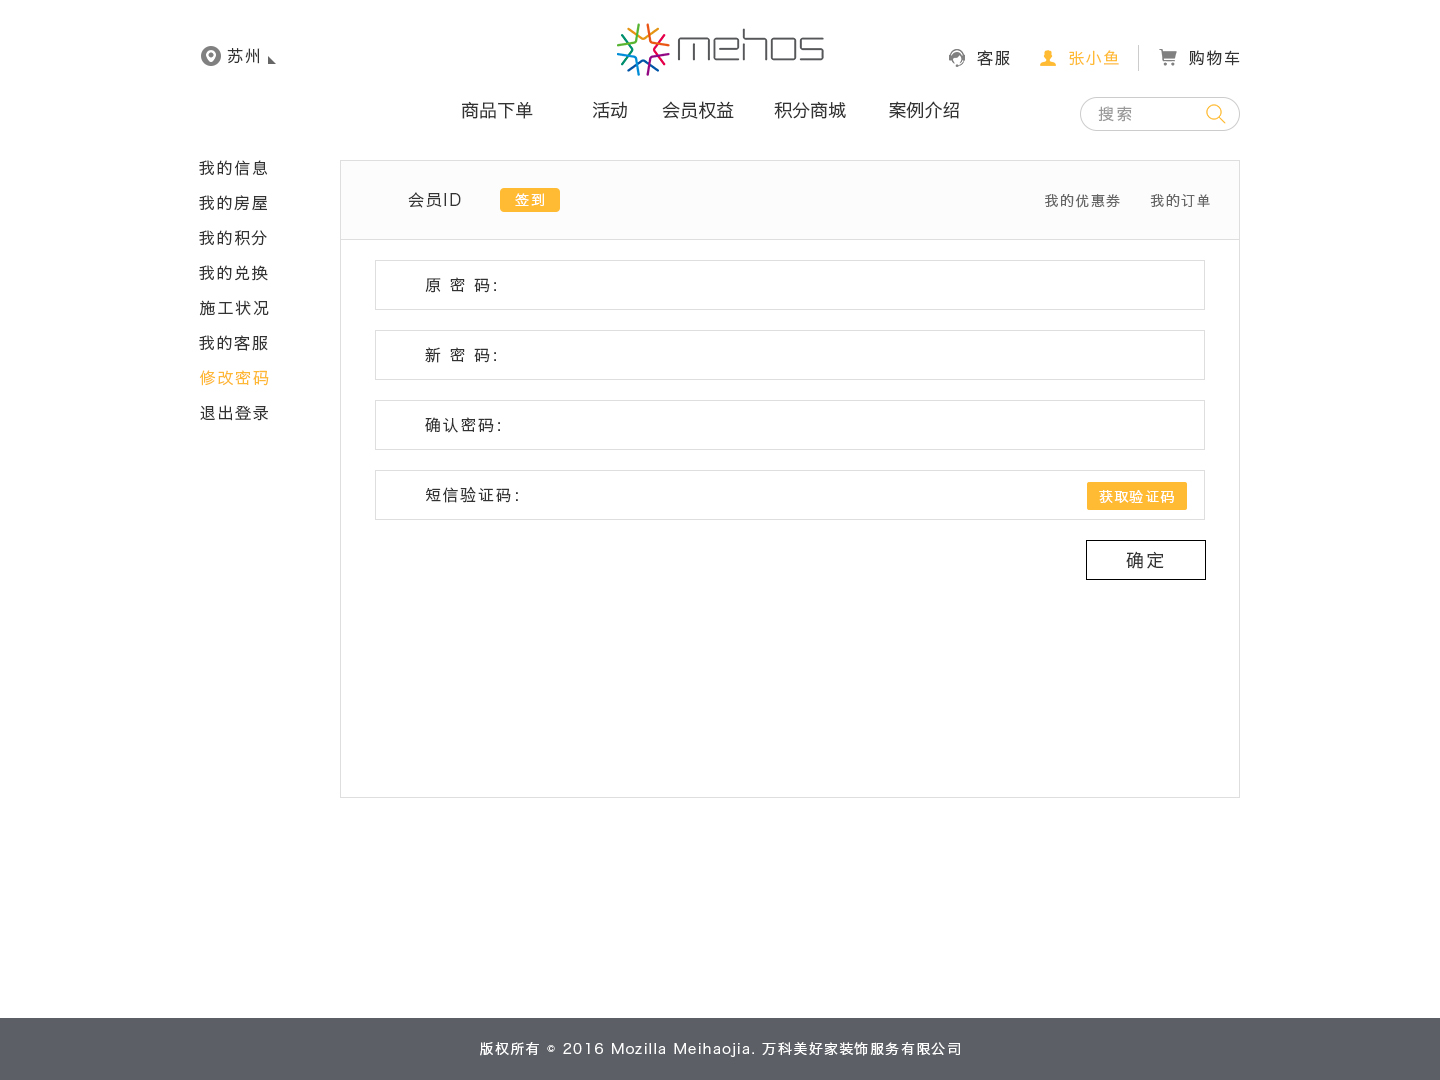 苏州
mehos
客服 张小鱼 购物车
商品下单 活动 会员权益 积分商城 案例介绍
搜索
我的信息
我的房屋
我的积分
我的兑换
施工状况
我的客服
修改密码
退出登录
会员ID 签到 我的优惠券 我的订单
原 密 码:
新 密 码:
确认密码:
短信验证码: 获取验证码
确定
版权所有 © 2016 Mozilla Meihaojia. 万科美好家装饰服务有限公司